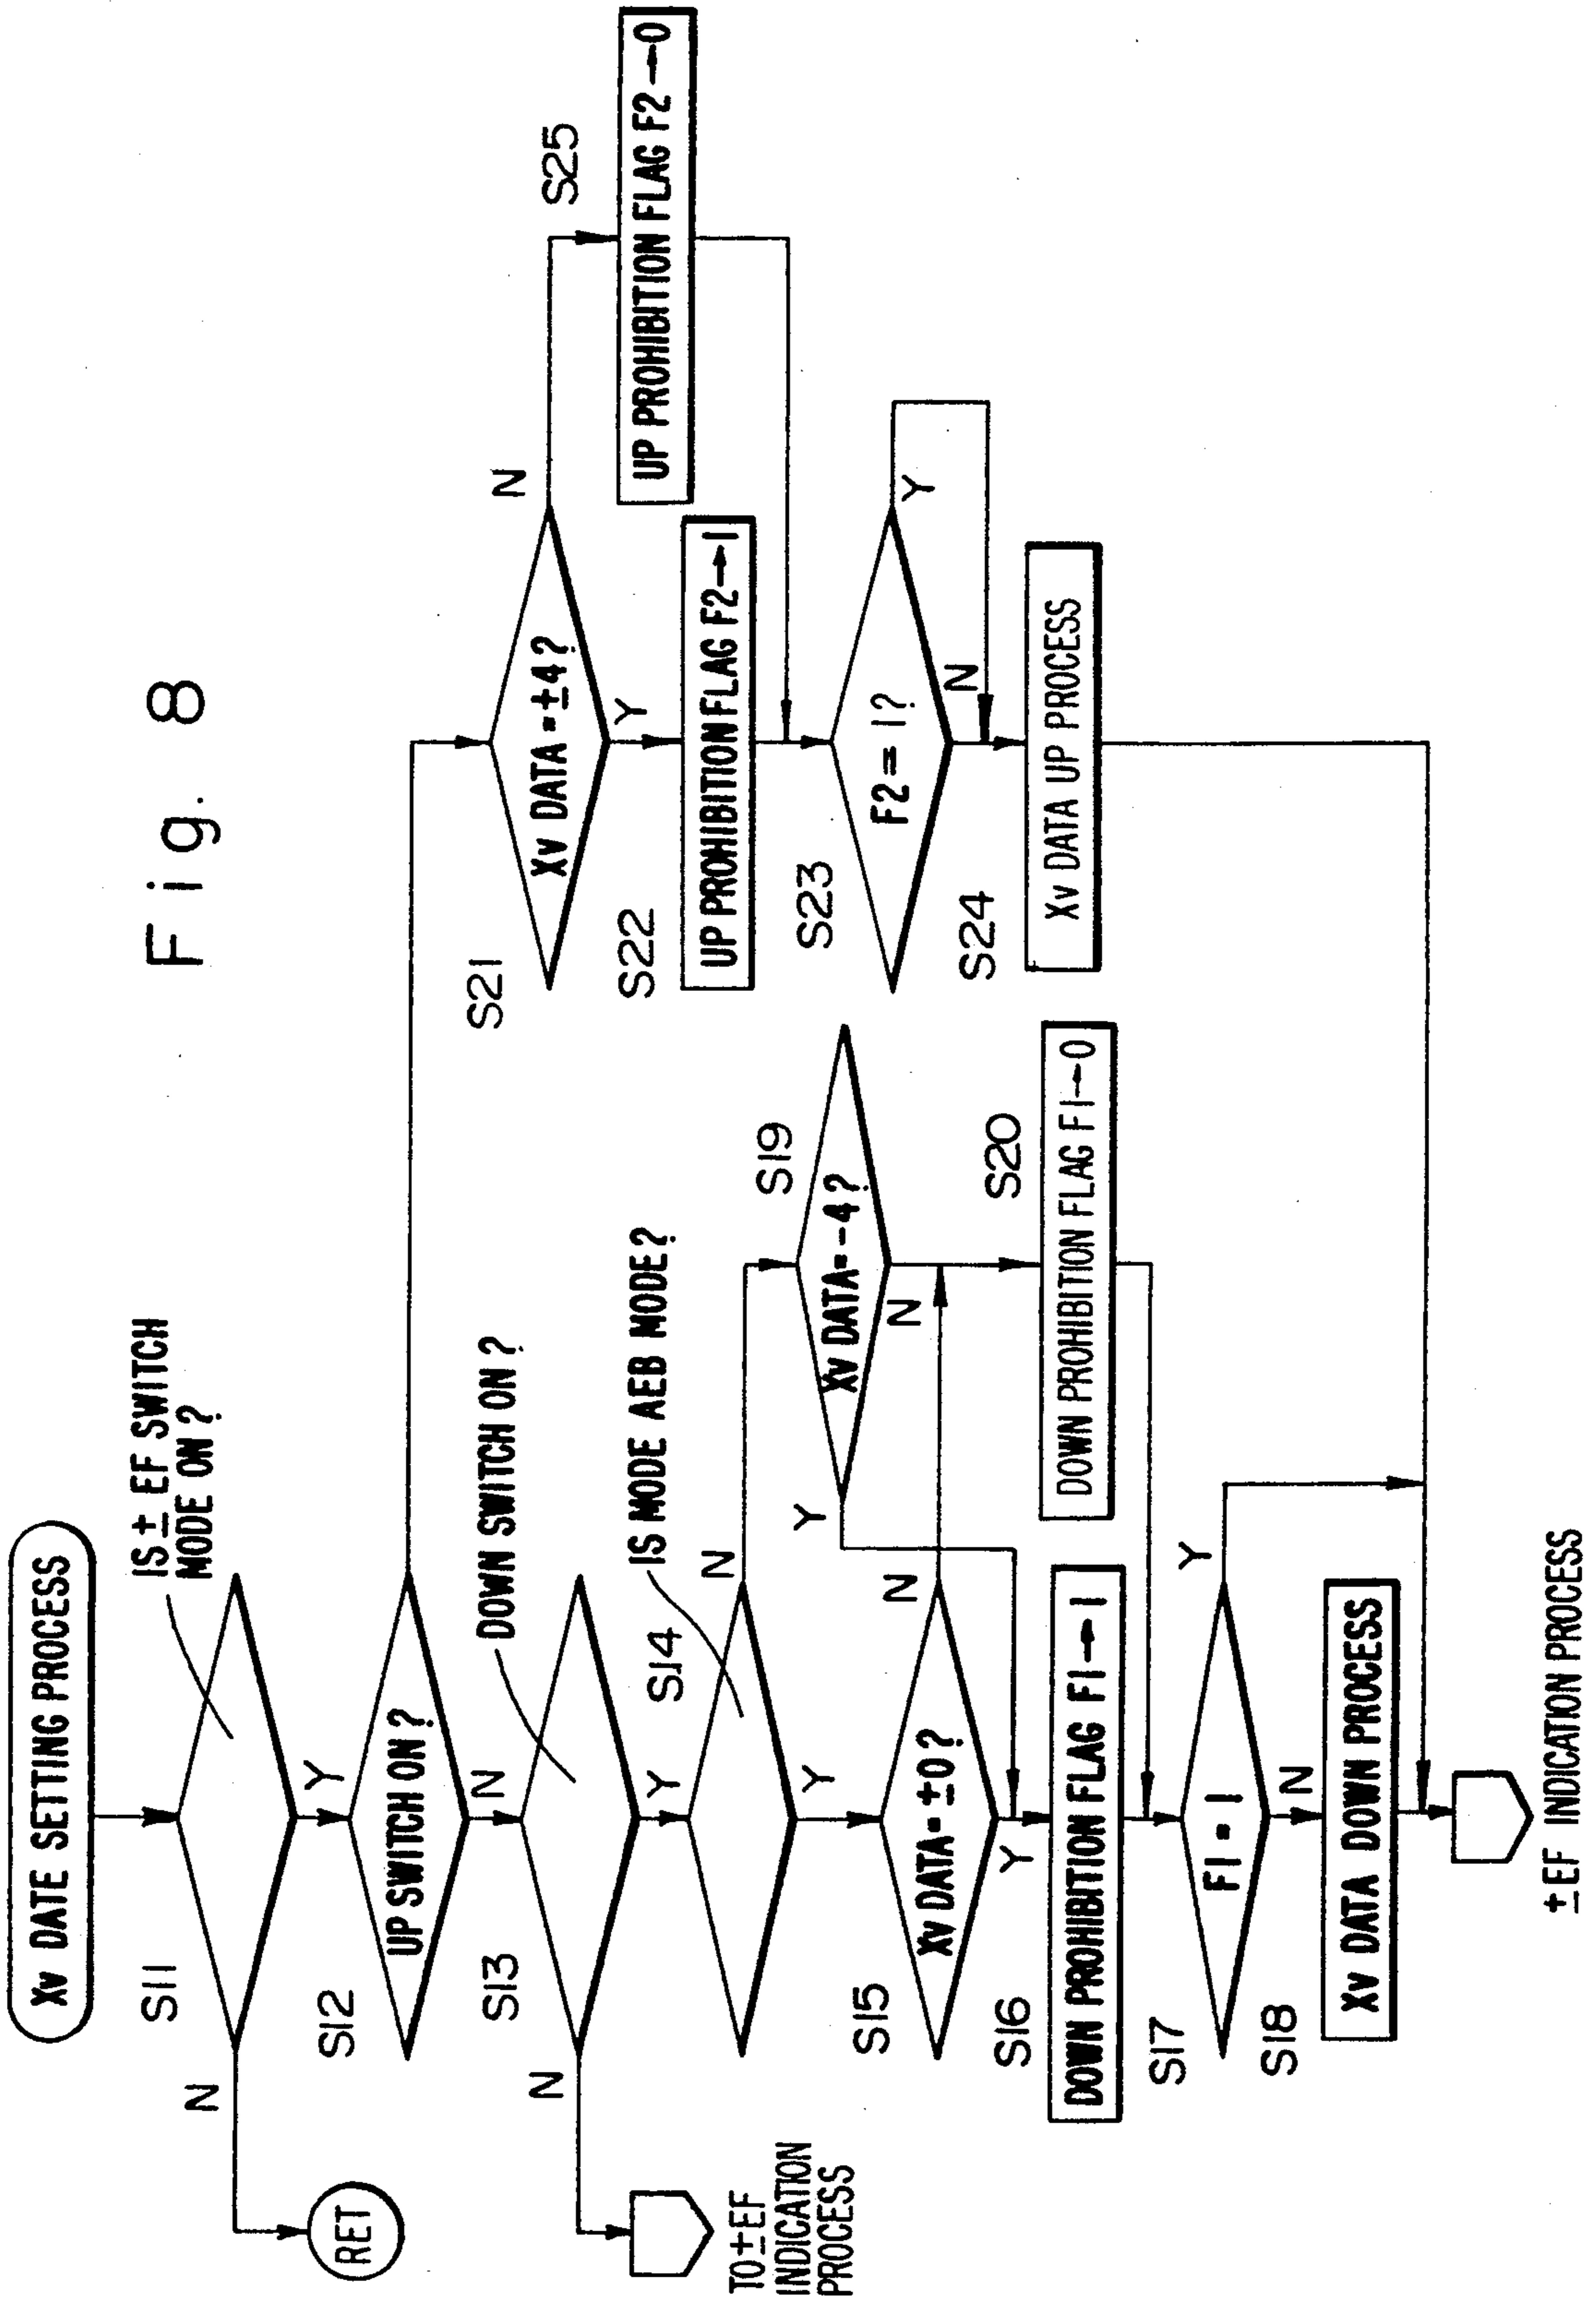 Fig. 8
Xv DATE SETTING PROCESS
S11
IS ± EF SWITCH
MODE ON ?
N
RET
Y
S12
UP SWITCH ON ?
N
S13
DOWN SWITCH ON ?
N
TO ± EF
INDICATION
PROCESS
Y
S14
IS MODE AEB MODE?
N
Y
S15
Xv DATA = ±0 ?
N
Y
S16
DOWN PROHIBITION FLAG F1→1
S17
F1 = 1
Y
N
S18
Xv DATA DOWN PROCESS
± EF INDICATION PROCESS
S19
Xv DATA = -4 ?
Y
N
S20
DOWN PROHIBITION FLAG F1→0
S21
Xv DATA = ±4 ?
N
Y
S22
UP PROHIBITION FLAG F2→1
S25
UP PROHIBITION FLAG F2→0
S23
F2 = 1?
Y
N
S24
Xv DATA UP PROCESS